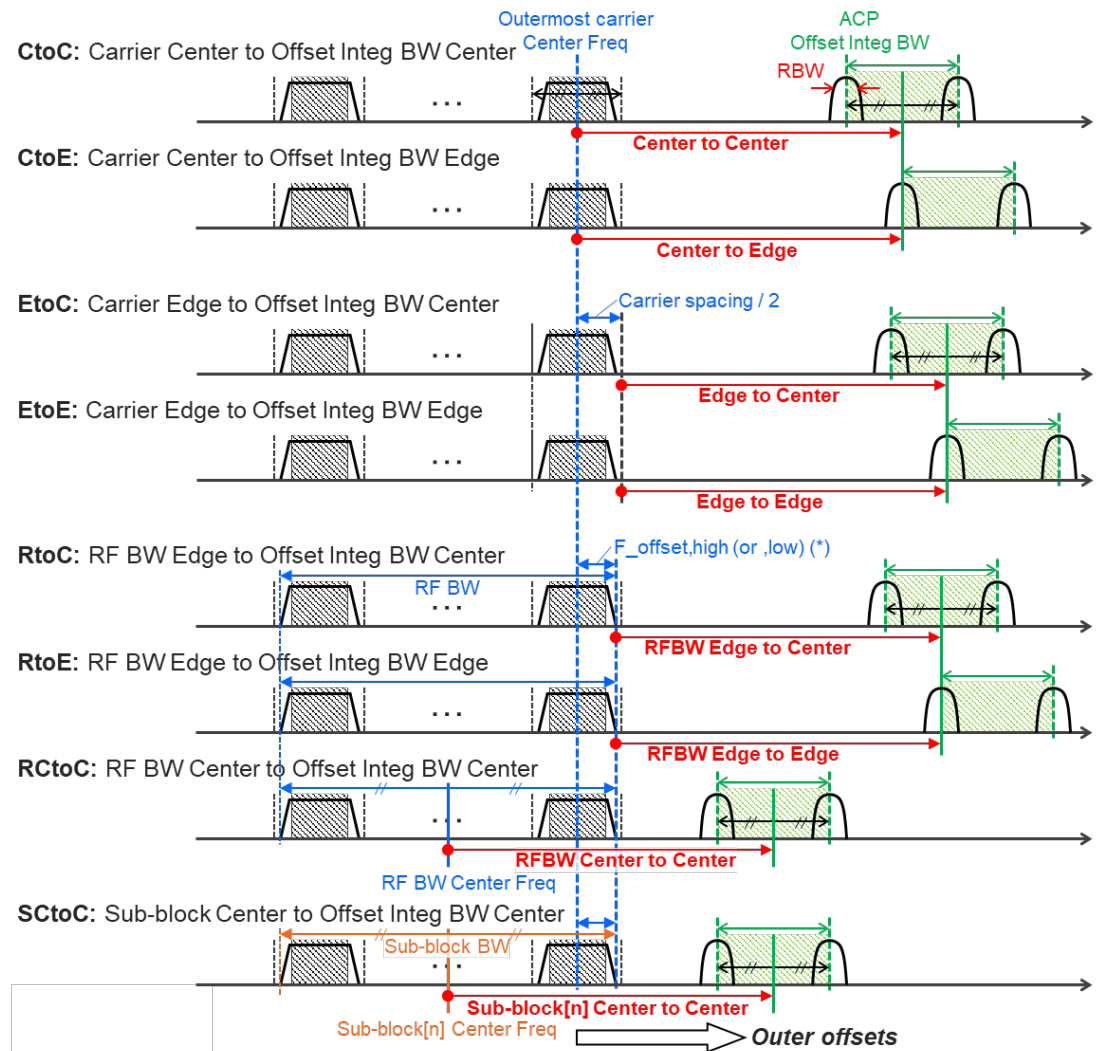 Outermost carrier
Center Freq
ACP
Offset Integ BW
CtoC: Carrier Center to Offset Integ BW Center
RBW
...
Center to Center
CtoE: Carrier Center to Offset Integ BW Edge
...
Center to Edge
EtoC: Carrier Edge to Offset Integ BW Center
Carrier spacing / 2
...
Edge to Center
EtoE: Carrier Edge to Offset Integ BW Edge
...
Edge to Edge
RtoC: RF BW Edge to Offset Integ BW Center
F_offset,high (or ,low) (*)
RF BW
...
RFBW Edge to Center
RtoE: RF BW Edge to Offset Integ BW Edge
...
RFBW Edge to Edge
RCtoC: RF BW Center to Offset Integ BW Center
...
RFBW Center to Center
RF BW Center Freq
SCtoC: Sub-block Center to Offset Integ BW Center
Sub-block BW
...
Sub-block[n] Center to Center
Sub-block[n] Center Freq
Outer offsets